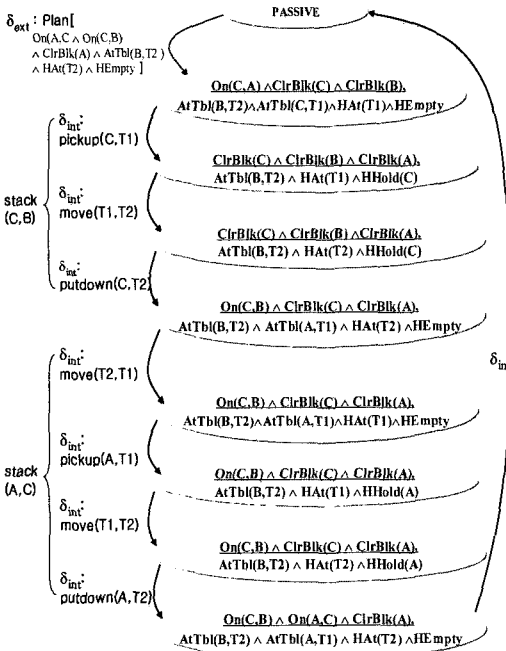 PASSIVE
δext : Plan[
On(A,C ∧ On(C,B)
∧ ClrBlk(A) ∧ AtTbl(B,T2)
∧ HAt(T2) ∧ HEmpty ]
On(C,A) ∧ClrBlk(C) ∧ ClrBlk(B),
AtTbl(B,T2)∧AtTbl(C,T1)∧HAt(T1)∧HEmpty
δint:
pickup(C,T1)
ClrBlk(C) ∧ ClrBlk(B) ∧ ClrBlk(A),
AtTbl(B,T2) ∧ HAt(T1)∧HHold(C)
stack
(C,B)
δint:
move(T1,T2)
ClrBlk(C) ∧ ClrBlk(B) ∧ClrBlk(A),
AtTbl(B,T2) ∧ HAt(T2)∧HHold(C)
δint:
putdown(C,T2)
On(C,B) ∧ ClrBlk(C) ∧ ClrBlk(A),
AtTbl(B,T2) ∧ AtTbl(A,T1) ∧HAt(T2) ∧HEmpty
δint:
move(T2,T1)
δin
On(C,B) ∧ ClrBlk(C) ∧ ClrBlk(A),
AtTbl(B,T2)∧AtTbl(A,T1)∧HAt(T1)∧HEmpty
δint:
pickup(A,T1)
stack
(A,C)
On(C,B) ∧ ClrBlk(C) ∧ ClrBlk(A),
AtTbl(B,T2) ∧ HAt(T1) ∧HHold(A)
δint:
move(T1,T2)
On(C,B) ∧ ClrBlk(C) ∧ ClrBlk(A),
AtTbl(B,T2) ∧ HAt(T2) ∧HHold(A)
δint:
putdown(A,T2)
On(C,B) ∧ On(A,C) ∧ ClrBlk(A),
AtTbl(B,T2) ∧ AtTbl(A,T1) ∧ HAt(T2) ∧HEmpty